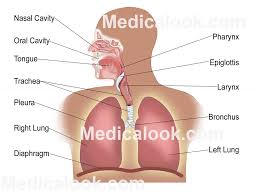 Medicalook.com
Nasal Cavity
Oral Cavity
Tongue
Trachea
Pleura
Right Lung
Diaphragm
Pharynx
Epiglottis
Larynx
Bronchus
Left Lung
Medicalook.com
Medicalook.com